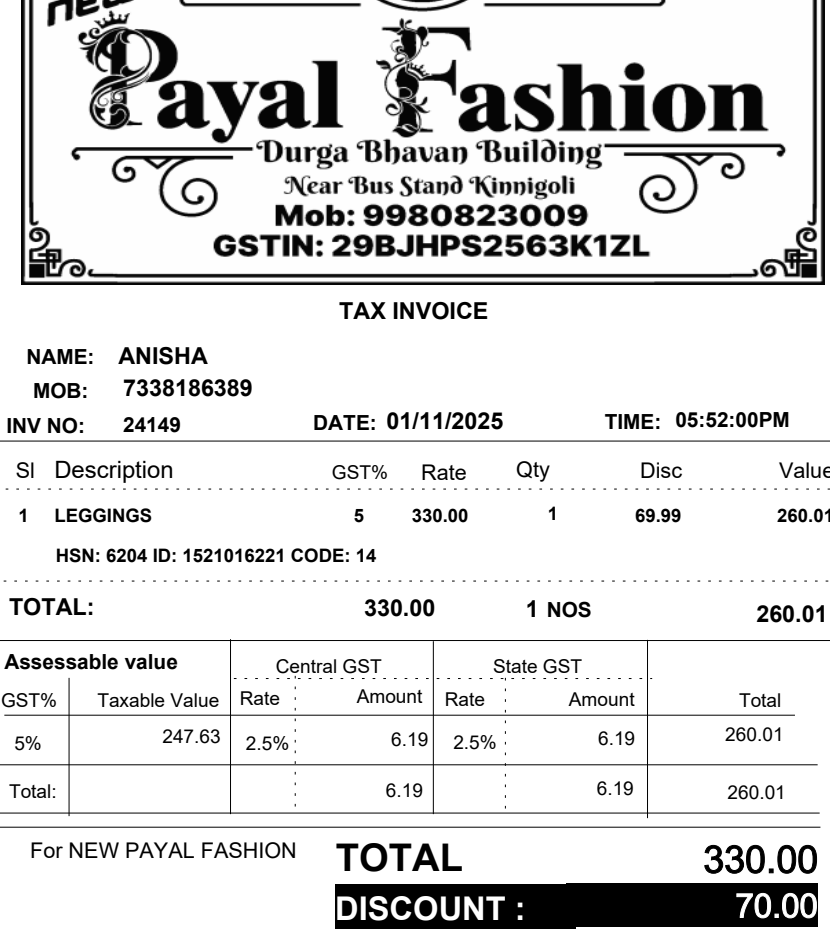 new
Payal Fashion
Durga Bhavan Building
Near Bus Stand Kinnigoli
Mob: 9980823009
GSTIN: 29BJHPS2563K1ZL
TAX INVOICE
NAME: ANISHA
MOB: 7338186389
INV NO: 24149 DATE: 01/11/2025 TIME: 05:52:00PM
Sl Description GST% Rate Qty Disc Value
1 LEGGINGS 5 330.00 1 69.99 260.01
HSN: 6204 ID: 1521016221 CODE: 14
TOTAL: 330.00 1 NOS 260.01
Assessable value Central GST State GST
GST% Taxable Value Rate Amount Rate Amount Total
5% 247.63 2.5% 6.19 2.5% 6.19 260.01
Total: 6.19 6.19 260.01
For NEW PAYAL FASHION TOTAL 330.00
DISCOUNT : 70.00